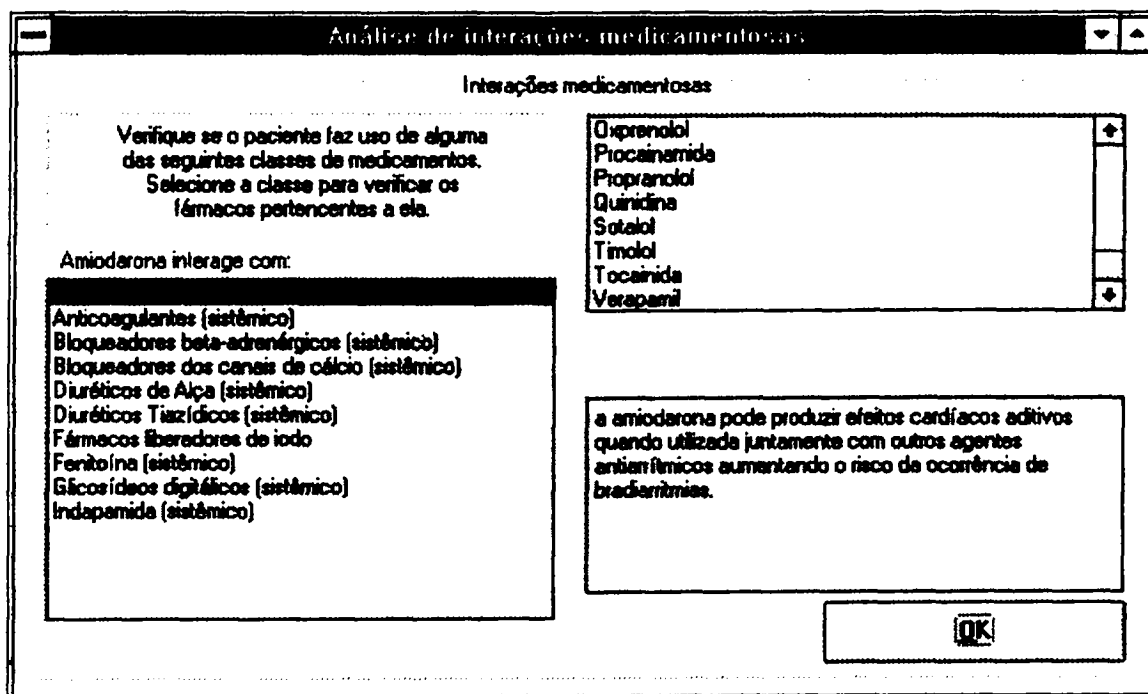 Análise de interações medicamentosas
Interações medicamentosas
Verifique se o paciente faz uso de alguma
das seguintes classes de medicamentos.
Selecione a classe para verificar os
fármacos pertencentes a ela.
Amiodarona interage com:
Anticoagulantes (sistêmico)
Bloqueadores beta-adrenérgicos (sistêmico)
Bloqueadores dos canais de cálcio (sistêmico)
Diuréticos de Alça (sistêmico)
Diuréticos Tiazídicos (sistêmico)
Fármacos liberadores de iodo
Fenitoína (sistêmico)
Glicosídeos digitálicos (sistêmico)
Indapamida (sistêmico)
Oxprenolol
Procainamida
Propranolol
Quinidina
Sotalol
Timolol
Tocainida
Verapamil
a amiodarona pode produzir efeitos cardíacos aditivos
quando utilizada juntamente com outros agentes
antiarrítmicos aumentando o risco da ocorrência de
bradiarritmias.
OK